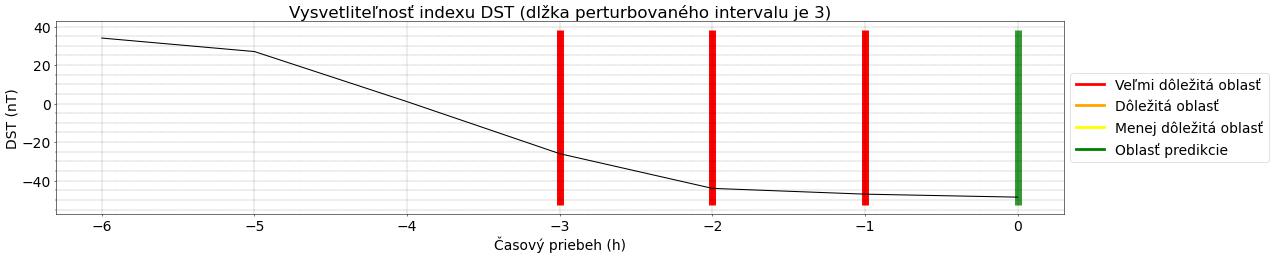 Vysvetliteľnosť indexu DST (dĺžka perturbovaného intervalu je 3)
40
20
0
−20
−40
DST (nT)
−6 −5 −4 −3 −2 −1 0
Časový priebeh (h)
Veľmi dôležitá oblasť
Dôležitá oblasť
Menej dôležitá oblasť
Oblasť predikcie